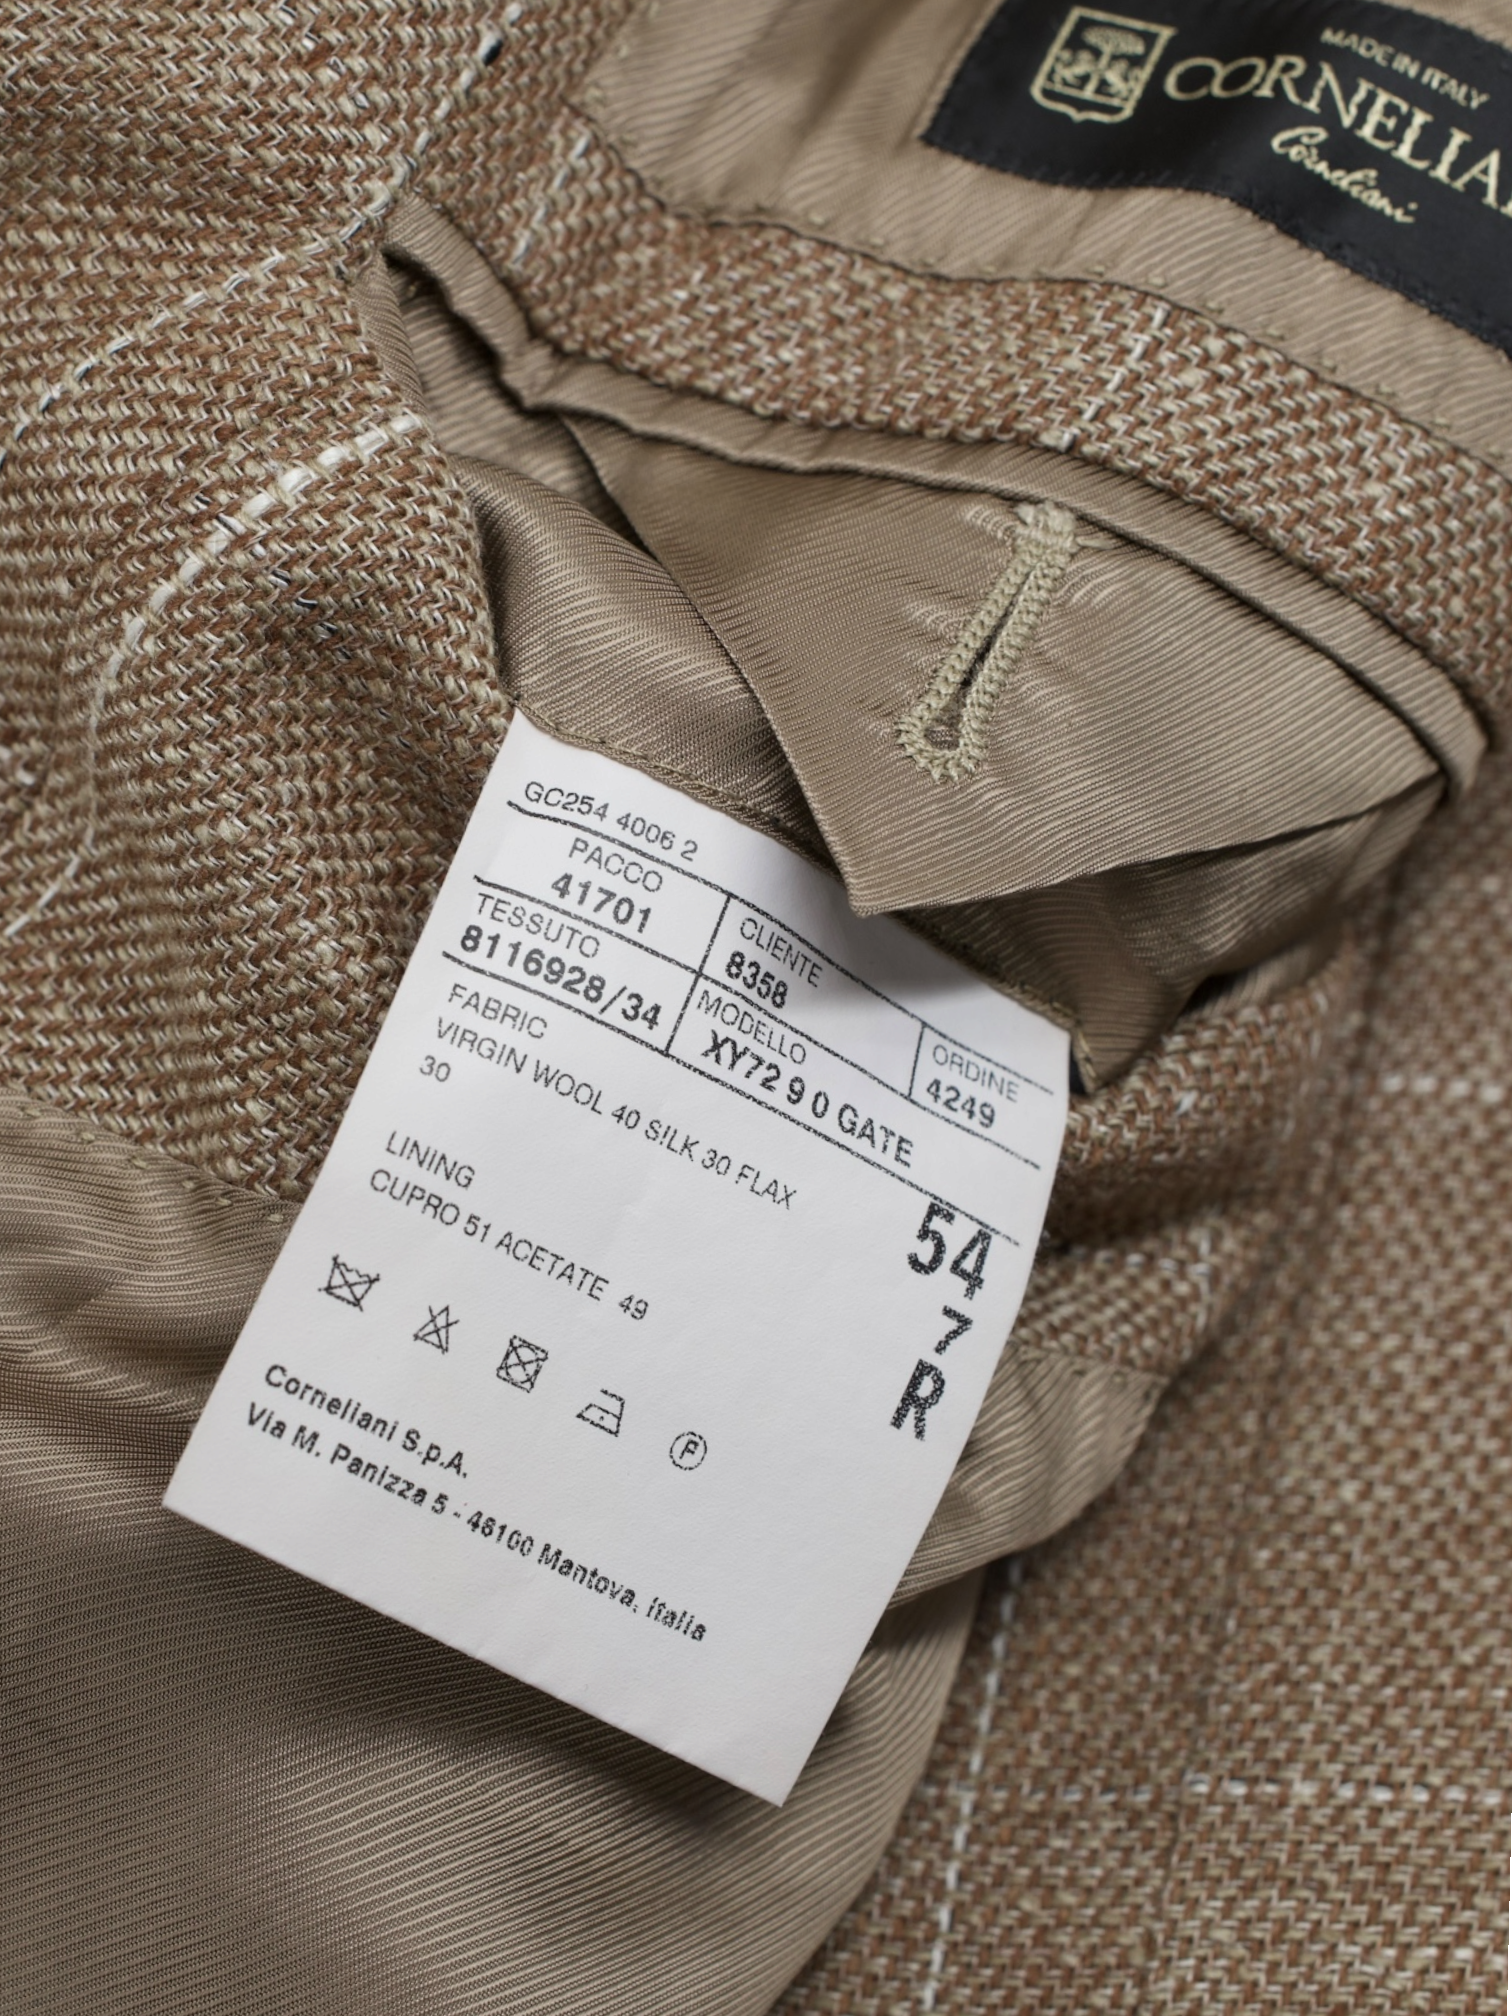 MADE IN ITALY
CORNELIA
Corneliani
GC254 4006 2
PACCO
41701
CLIENTE
8358
ORDINE
4249
TESSUTO
8116928/34
MODELLO
XY72 9 0 GATE
FABRIC
VIRGIN WOOL 40 SILK 30 FLAX
30
LINING
CUPRO 51 ACETATE 49
54
7
R
P
Corneliani S.p.A.
Via M. Panizza 5 - 46100 Mantova, Italia